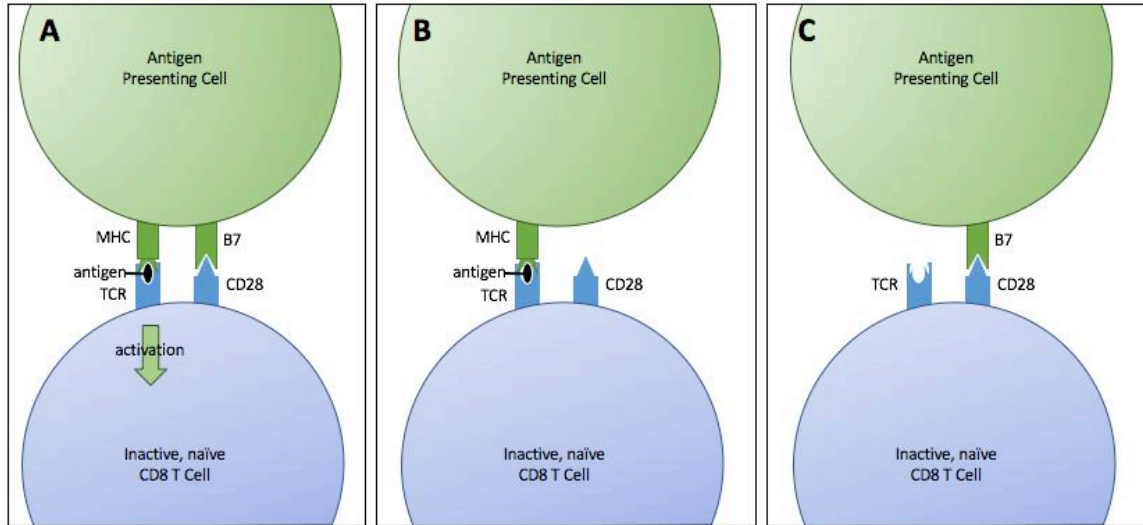 A
Antigen
Presenting Cell
MHC
B7
antigen
TCR
CD28
activation
Inactive, naïve
CD8 T Cell
B
Antigen
Presenting Cell
MHC
antigen
TCR
CD28
Inactive, naïve
CD8 T Cell
C
Antigen
Presenting Cell
B7
TCR
CD28
Inactive, naïve
CD8 T Cell